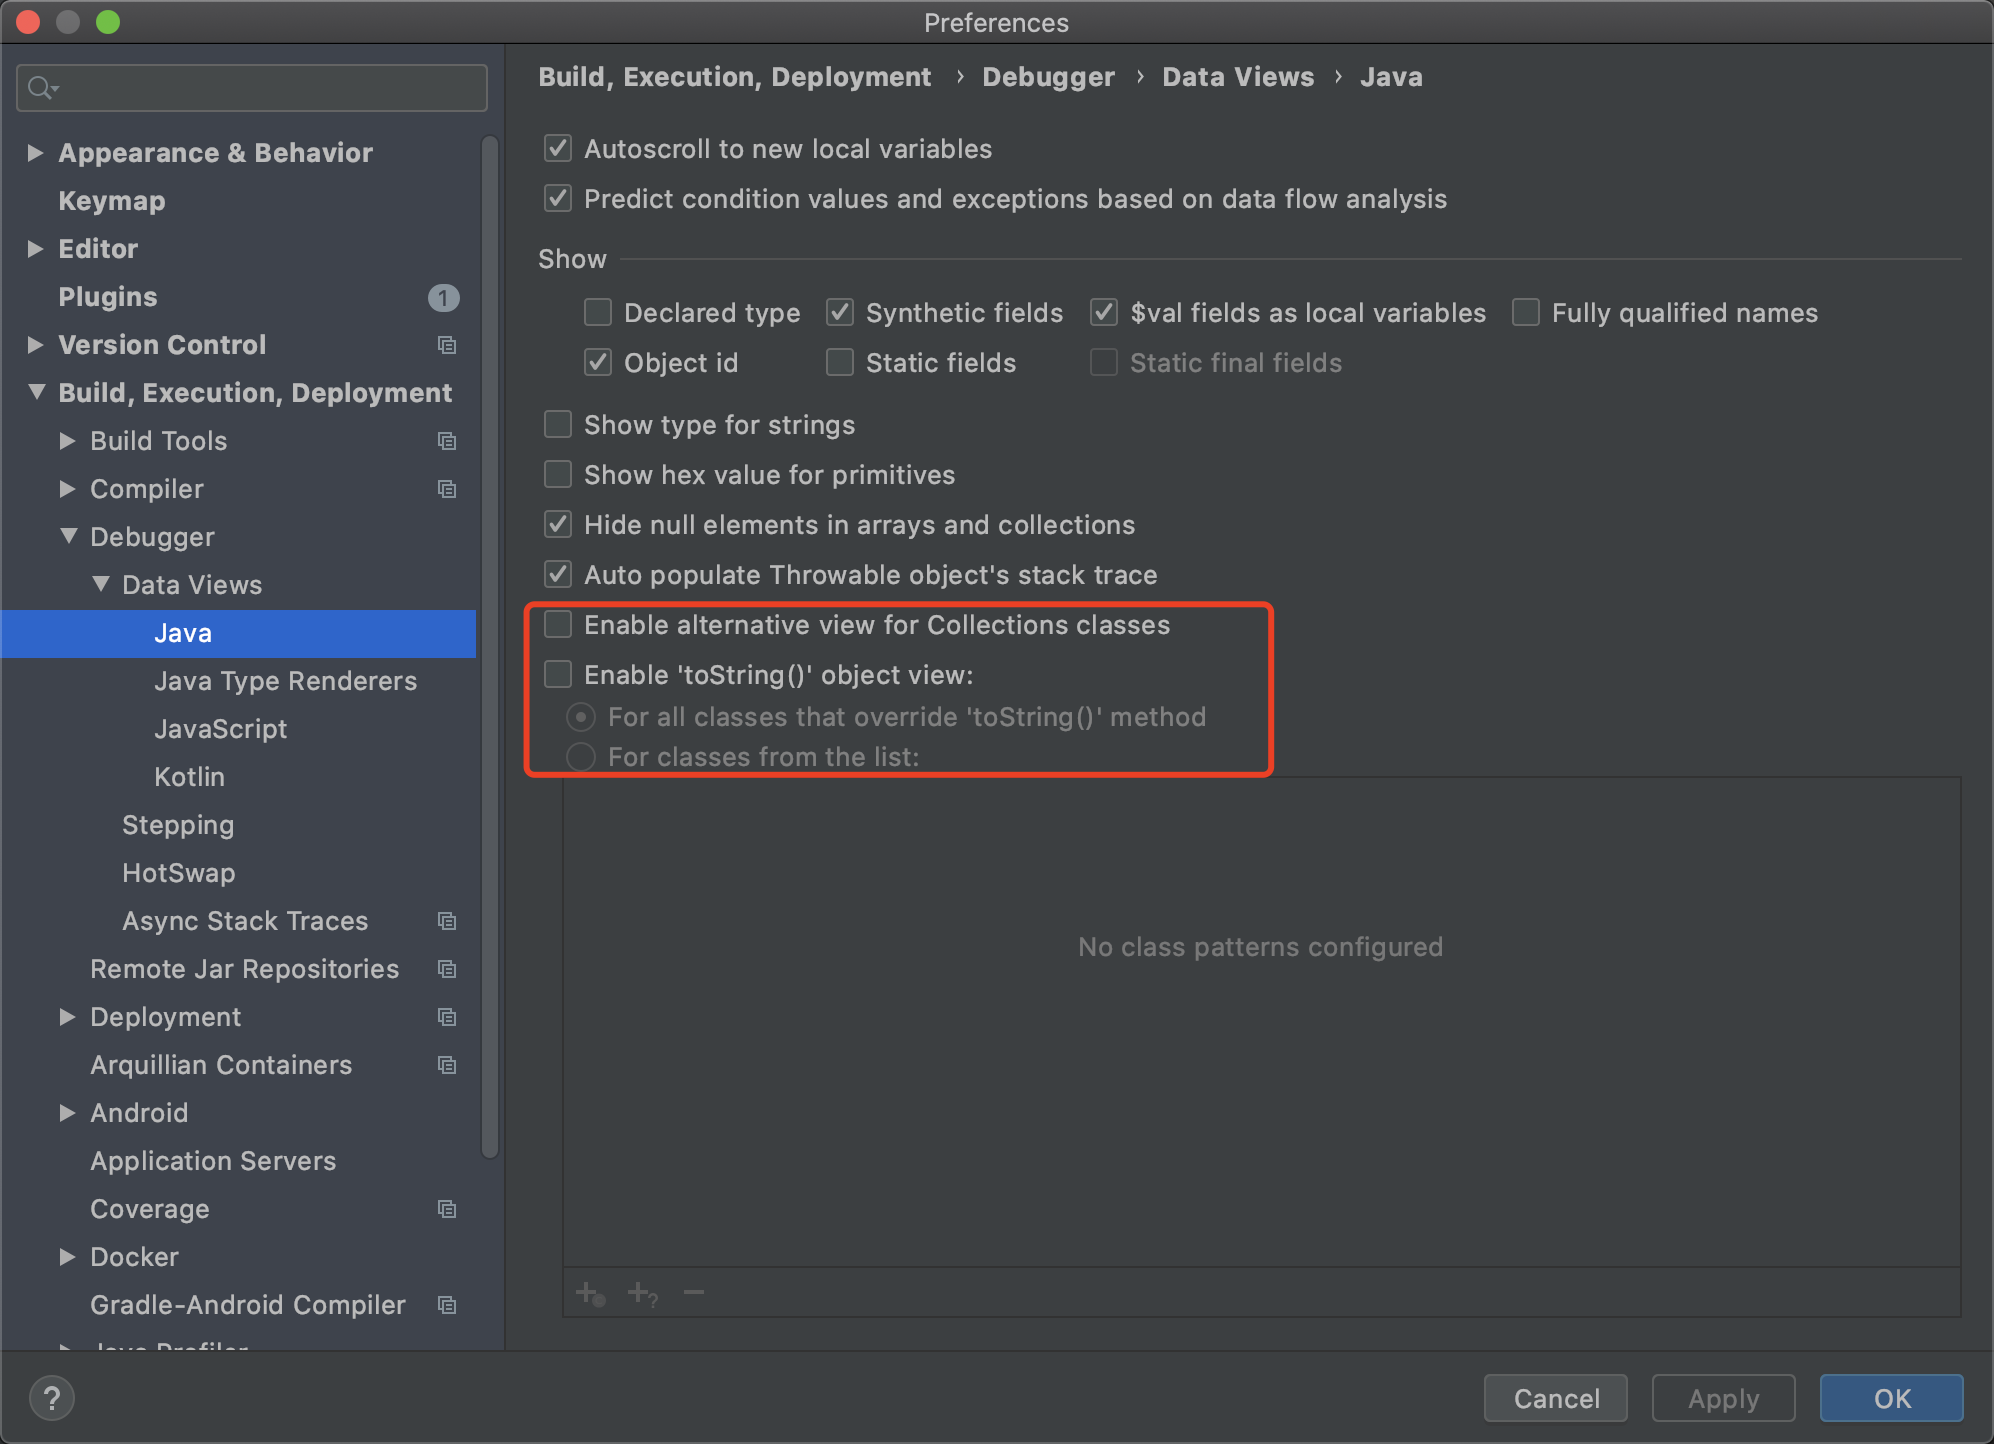 Preferences
Appearance & Behavior
Keymap
Editor
Plugins 1
Version Control
Build, Execution, Deployment
Build Tools
Compiler
Debugger
Data Views
Java
Java Type Renderers
JavaScript
Kotlin
Stepping
HotSwap
Async Stack Traces
Remote Jar Repositories
Deployment
Arquillian Containers
Android
Application Servers
Coverage
Docker
Gradle-Android Compiler
Java Profiler
Build, Execution, Deployment › Debugger › Data Views › Java
Autoscroll to new local variables
Predict condition values and exceptions based on data flow analysis
Show
Declared type Synthetic fields $val fields as local variables Fully qualified names
Object id Static fields Static final fields
Show type for strings
Show hex value for primitives
Hide null elements in arrays and collections
Auto populate Throwable object's stack trace
Enable alternative view for Collections classes
Enable 'toString()' object view:
For all classes that override 'toString()' method
For classes from the list:
No class patterns configured
? Cancel Apply OK